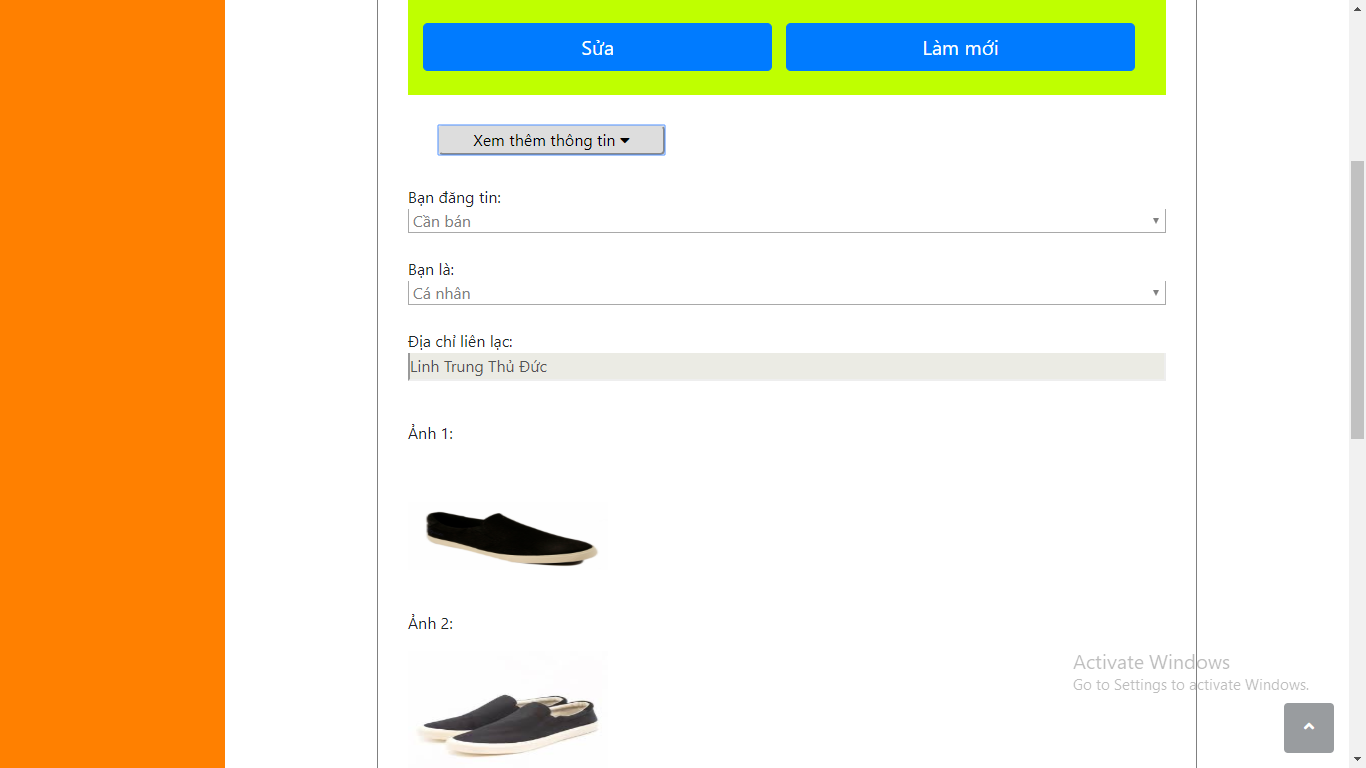 Sửa
Làm mới
Xem thêm thông tin
Bạn đăng tin:
Cần bán
Bạn là:
Cá nhân
Địa chỉ liên lạc:
Linh Trung Thủ Đức
Ảnh 1:
Ảnh 2:
Activate Windows
Go to Settings to activate Windows.